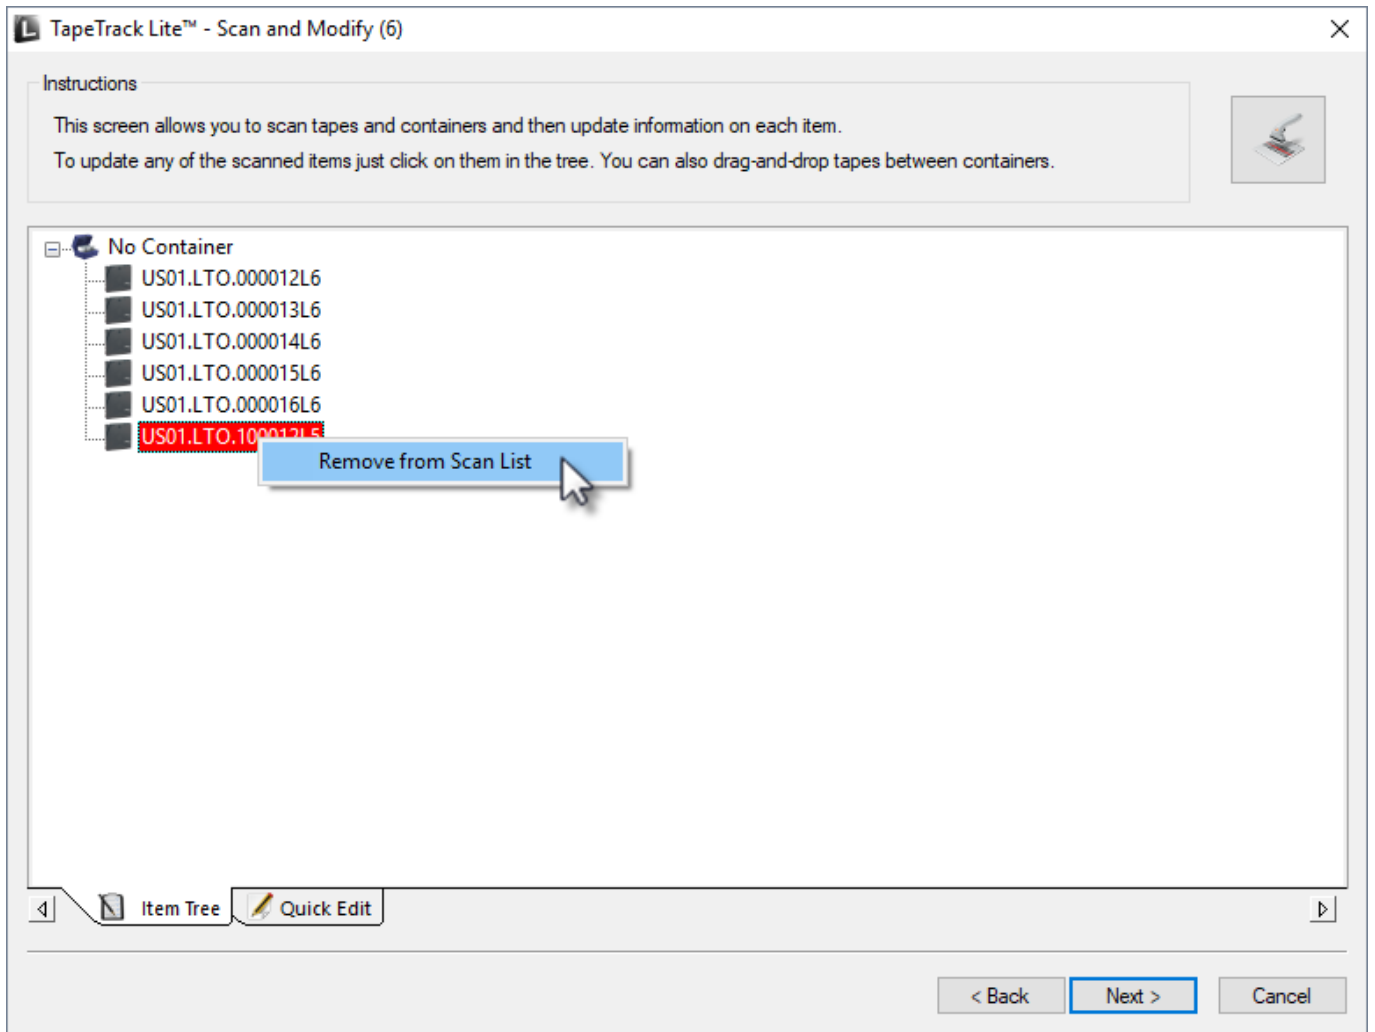 TapeTrack Lite™ - Scan and Modify (6)
Instructions
This screen allows you to scan tapes and containers and then update information on each item.
To update any of the scanned items just click on them in the tree. You can also drag-and-drop tapes between containers.
No Container
US01.LTO.000012L6
US01.LTO.000013L6
US01.LTO.000014L6
US01.LTO.000015L6
US01.LTO.000016L6
US01.LTO.100012L5
Remove from Scan List
Item Tree
Quick Edit
< Back
Next >
Cancel